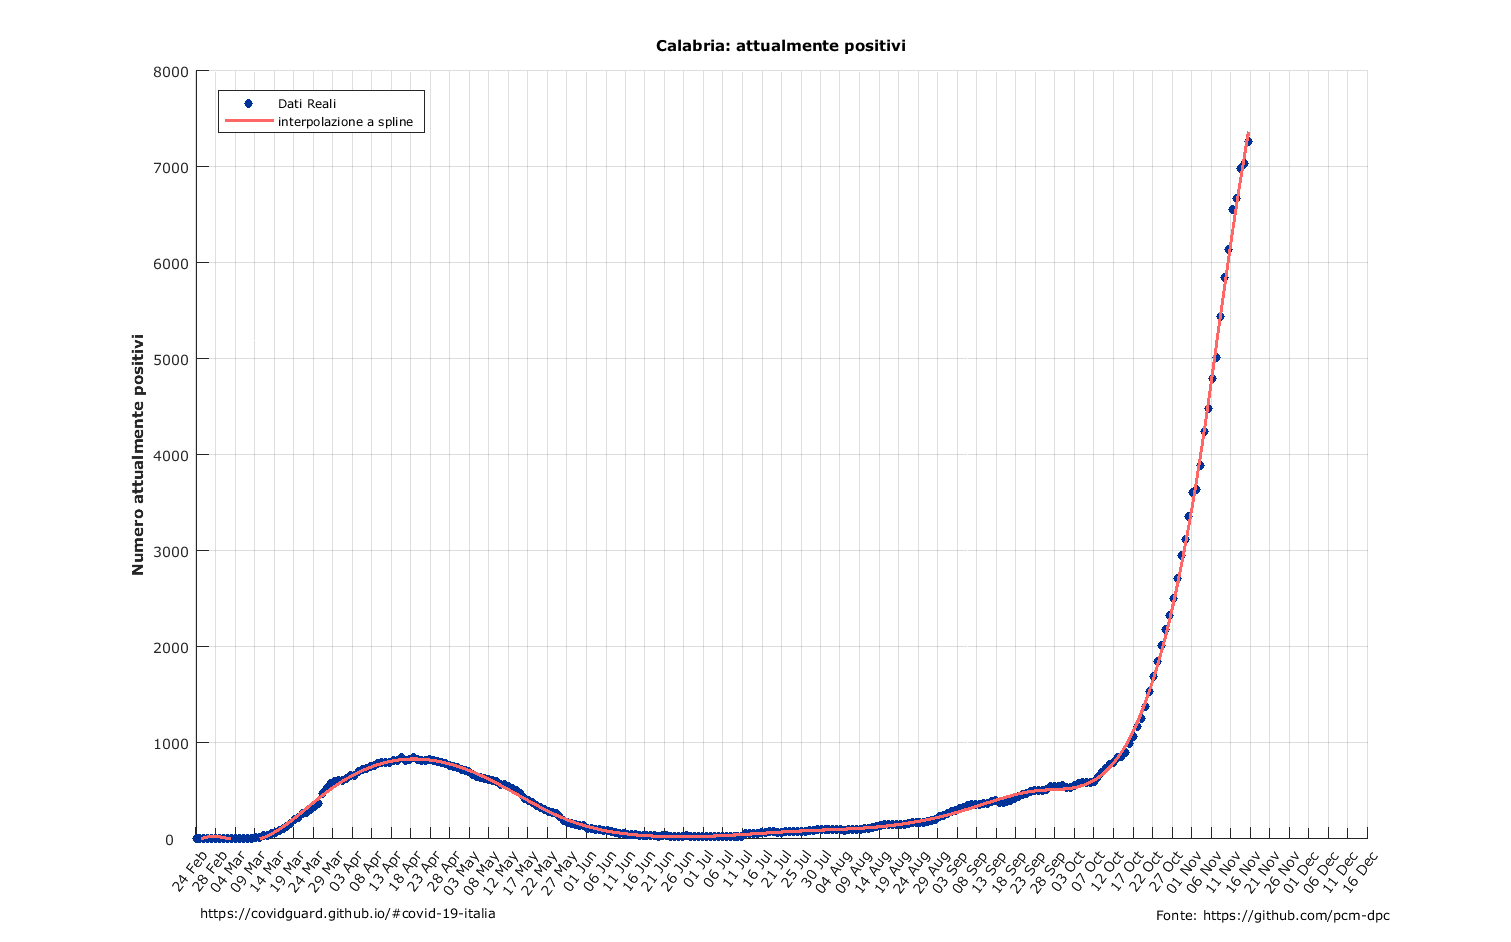 Calabria: attualmente positivi
8000
7000
6000
5000
4000
3000
2000
1000
0
Numero attualmente positivi
Dati Reali
interpolazione a spline
24 Feb
28 Feb
04 Mar
09 Mar
14 Mar
19 Mar
24 Mar
29 Mar
03 Apr
08 Apr
13 Apr
18 Apr
23 Apr
28 Apr
03 May
08 May
12 May
17 May
22 May
27 May
01 Jun
06 Jun
11 Jun
16 Jun
21 Jun
26 Jun
01 Jul
06 Jul
11 Jul
16 Jul
21 Jul
25 Jul
30 Jul
04 Aug
09 Aug
14 Aug
19 Aug
24 Aug
29 Aug
03 Sep
08 Sep
13 Sep
18 Sep
23 Sep
28 Sep
03 Oct
07 Oct
12 Oct
17 Oct
22 Oct
27 Oct
01 Nov
06 Nov
11 Nov
16 Nov
21 Nov
26 Nov
01 Dec
06 Dec
11 Dec
16 Dec
https://covidguard.github.io/#covid-19-italia
Fonte: https://github.com/pcm-dpc